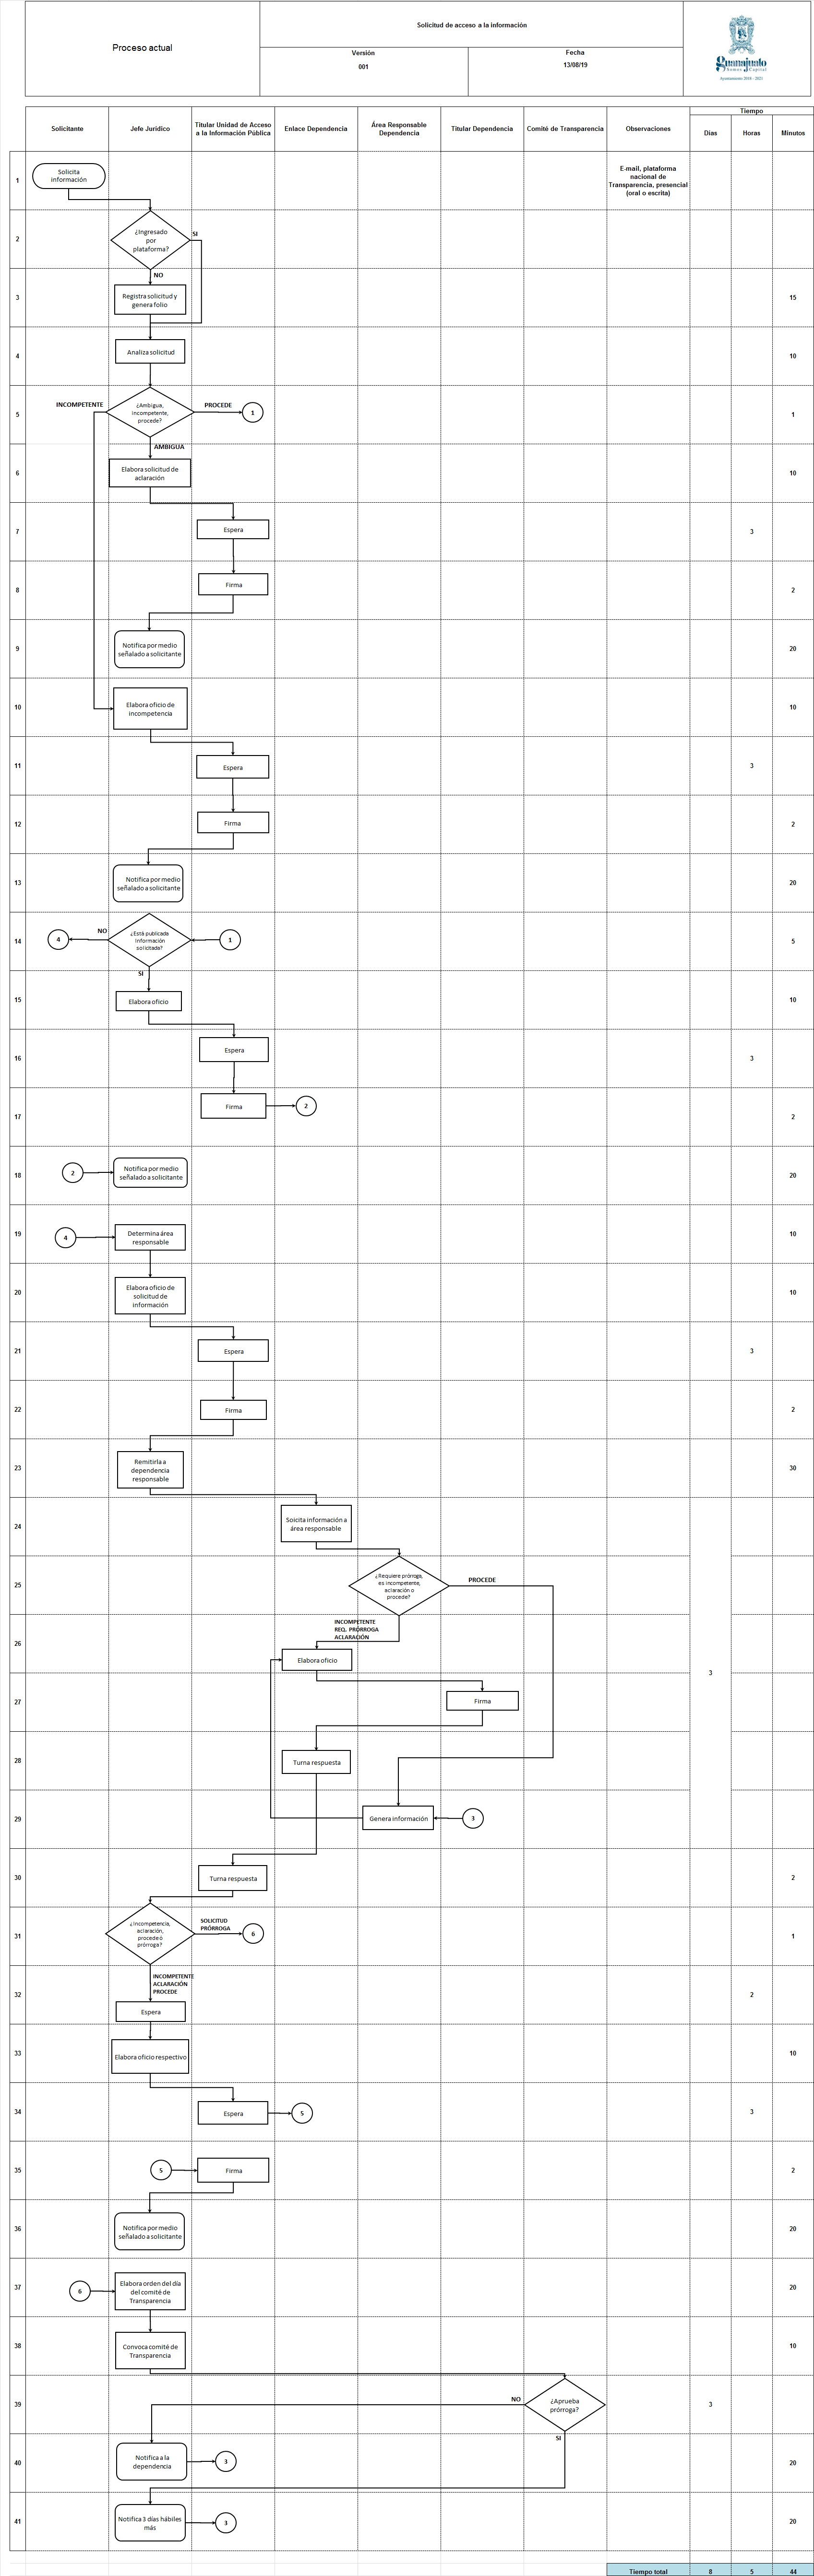 Proceso actual
Solicitud de acceso a la información
Versión
001
Fecha
13/08/19
guanajuato
Somos Capital
Ayuntamiento 2018 - 2021
Solicitante
Jefe Jurídico
Titular Unidad de Acceso
a la Información Pública
Enlace Dependencia
Área Responsable
Dependencia
Titular Dependencia
Comité de Transparencia
Observaciones
Tiempo
Días
Horas
Minutos
1
Solicita
información
E-mail, plataforma
nacional de
Transparencia, presencial
(oral o escrita)
2
¿Ingresado
por
plataforma?
SI
NO
3
Registra solicitud y
genera folio
15
4
Analiza solicitud
10
5
INCOMPETENTE
¿Ambigua,
incompetente,
procede?
PROCEDE
1
1
AMBIGUA
6
Elabora solicitud de
aclaración
10
7
Espera
3
8
Firma
2
9
Notifica por medio
señalado a solicitante
20
10
Elabora oficio de
incompetencia
10
11
Espera
3
12
Firma
2
13
Notifica por medio
señalado a solicitante
20
14
4
NO
¿Está publicada
Información
solicitada?
1
5
SI
15
Elabora oficio
10
16
Espera
3
17
Firma
2
2
18
2
Notifica por medio
señalado a solicitante
20
19
4
Determina área
responsable
10
20
Elabora oficio de
solicitud de
información
10
21
Espera
3
22
Firma
2
23
Remitirla a
dependencia
responsable
30
24
Soicita información a
área responsable
25
¿Requiere prórroga,
es incompetente,
aclaración o
procede?
PROCEDE
INCOMPETENTE
REQ. PRÓRROGA
ACLARACIÓN
26
Elabora oficio
27
Firma
3
28
Turna respuesta
29
Genera información
3
30
Turna respuesta
2
31
¿Incompetencia,
aclaración,
procede ó
prórroga?
SOLICITUD
PRÓRROGA
6
1
INCOMPETENTE
ACLARACIÓN
PROCEDE
32
Espera
2
33
Elabora oficio respectivo
10
34
Espera
5
3
35
5
Firma
2
36
Notifica por medio
señalado a solicitante
20
37
6
Elabora orden del día
del comité de
Transparencia
20
38
Convoca comité de
Transparencia
10
39
NO
¿Aprueba
prórroga?
3
SI
40
Notifica a la
dependencia
3
20
41
Notifica 3 días hábiles
más
3
20
Tiempo total
8
5
44